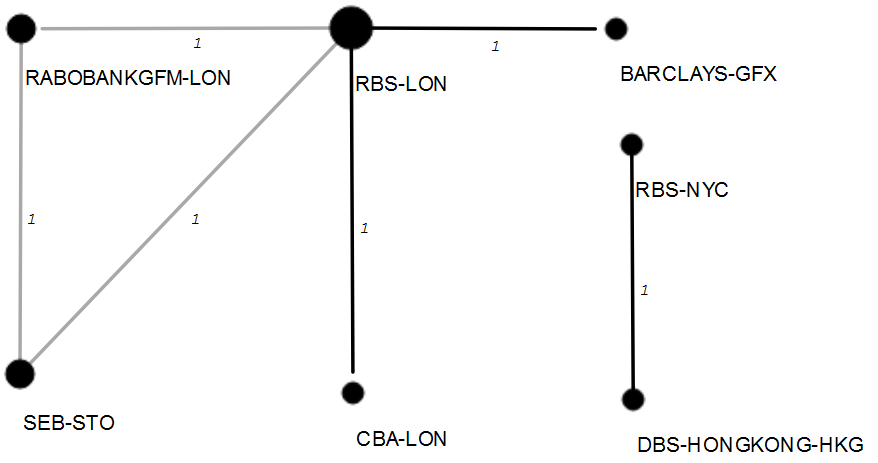 1
1
RABOBANKGFM-LON
RBS-LON
BARCLAYS-GFX
RBS-NYC
1
1
1
1
SEB-STO
CBA-LON
DBS-HONGKONG-HKG